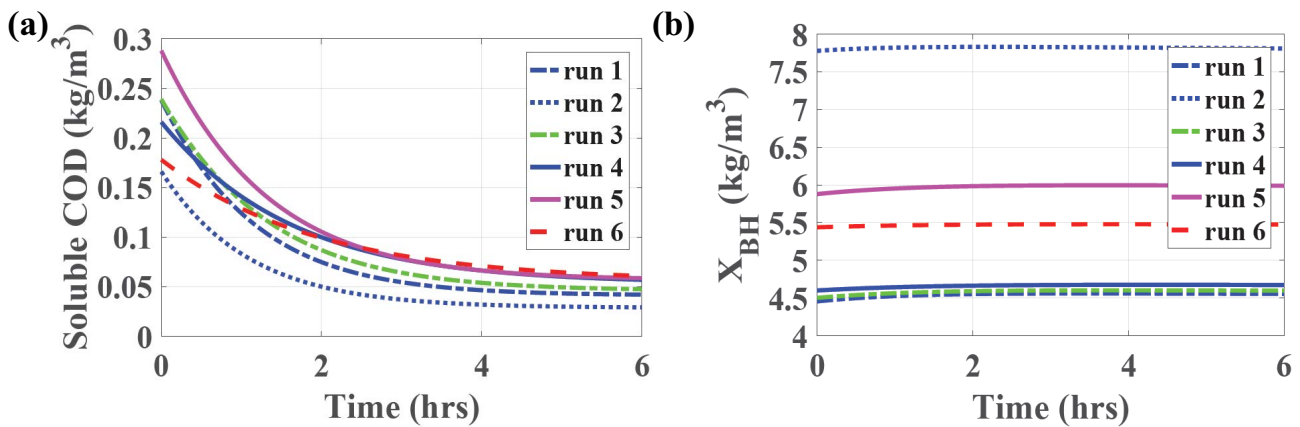 (a)
Soluble COD (kg/m³)
0.3
0.25
0.2
0.15
0.1
0.05
0
0 2 4 6
Time (hrs)
run 1
run 2
run 3
run 4
run 5
run 6
(b)
X_BH (kg/m³)
8
7.5
7
6.5
6
5.5
5
4.5
4
0 2 4 6
Time (hrs)
run 1
run 2
run 3
run 4
run 5
run 6